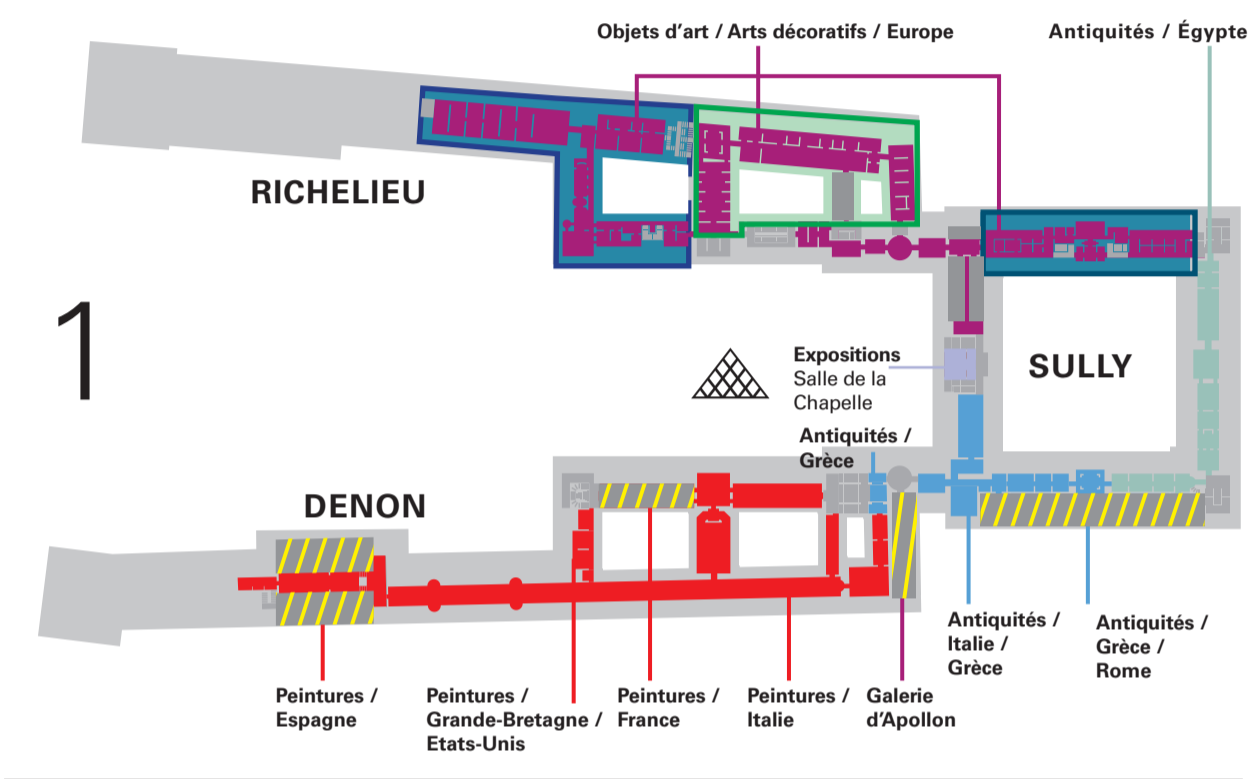 Objets d'art / Arts décoratifs / Europe
Antiquités / Égypte
RICHELIEU
1
Expositions
Salle de la
Chapelle
SULLY
Antiquités /
Grèce
DENON
Antiquités /
Italie /
Grèce
Antiquités /
Grèce /
Rome
Peintures /
Espagne
Peintures /
Grande-Bretagne /
Etats-Unis
Peintures /
France
Peintures /
Italie
Galerie
d'Apollon